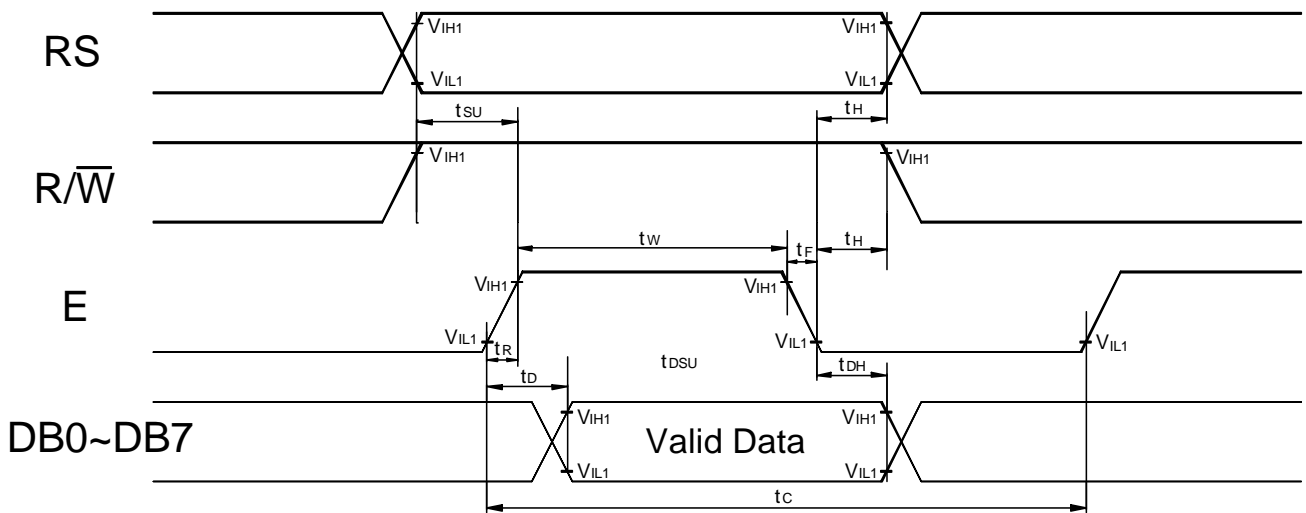 RS
VIH1
VIH1
VIL1
VIL1
tSU
tH
R/W̅
VIH1
VIH1
tW
tF
tH
E
VIH1
VIH1
VIL1
VIL1
VIL1
tR
tD
tDSU
tDH
DB0~DB7
VIH1
VIH1
Valid Data
VIL1
VIL1
tC